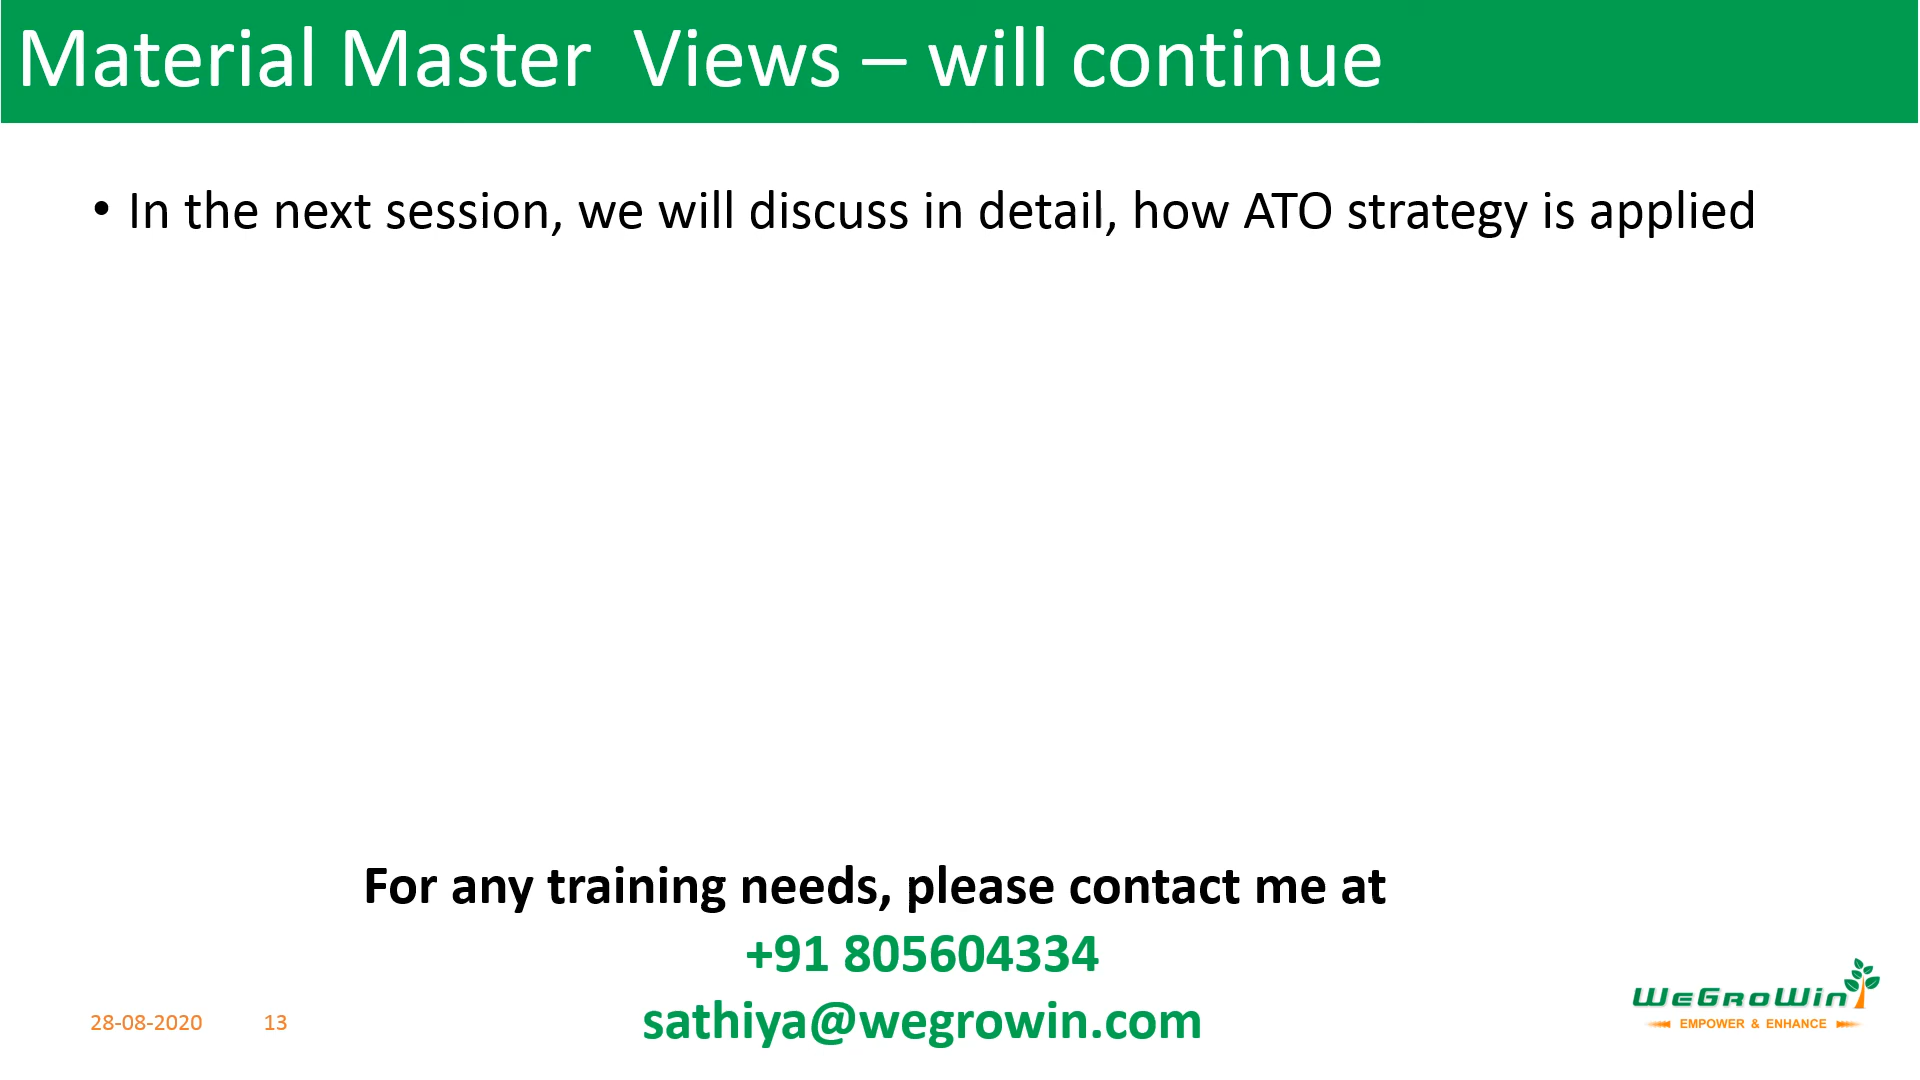 Material Master  Views – will continue
• In the next session, we will discuss in detail, how ATO strategy is applied
For any training needs, please contact me at
+91 805604334
sathiya@wegrowin.com
28-08-2020 13
WeGroWin
EMPOWER & ENHANCE